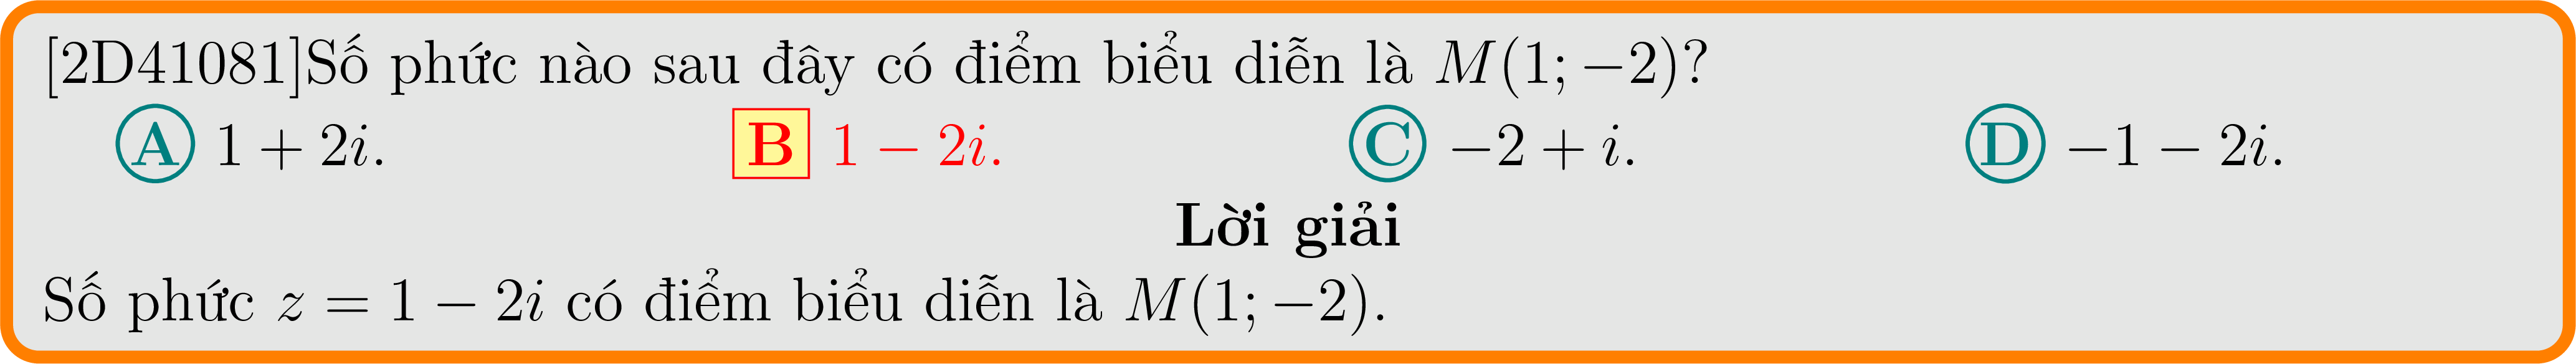 [2D41081]Số phức nào sau đây có điểm biểu diễn là M(1; −2)?
A 1 + 2i. B 1 − 2i. C −2 + i. D −1 − 2i.
Lời giải
Số phức z = 1 − 2i có điểm biểu diễn là M(1; −2).